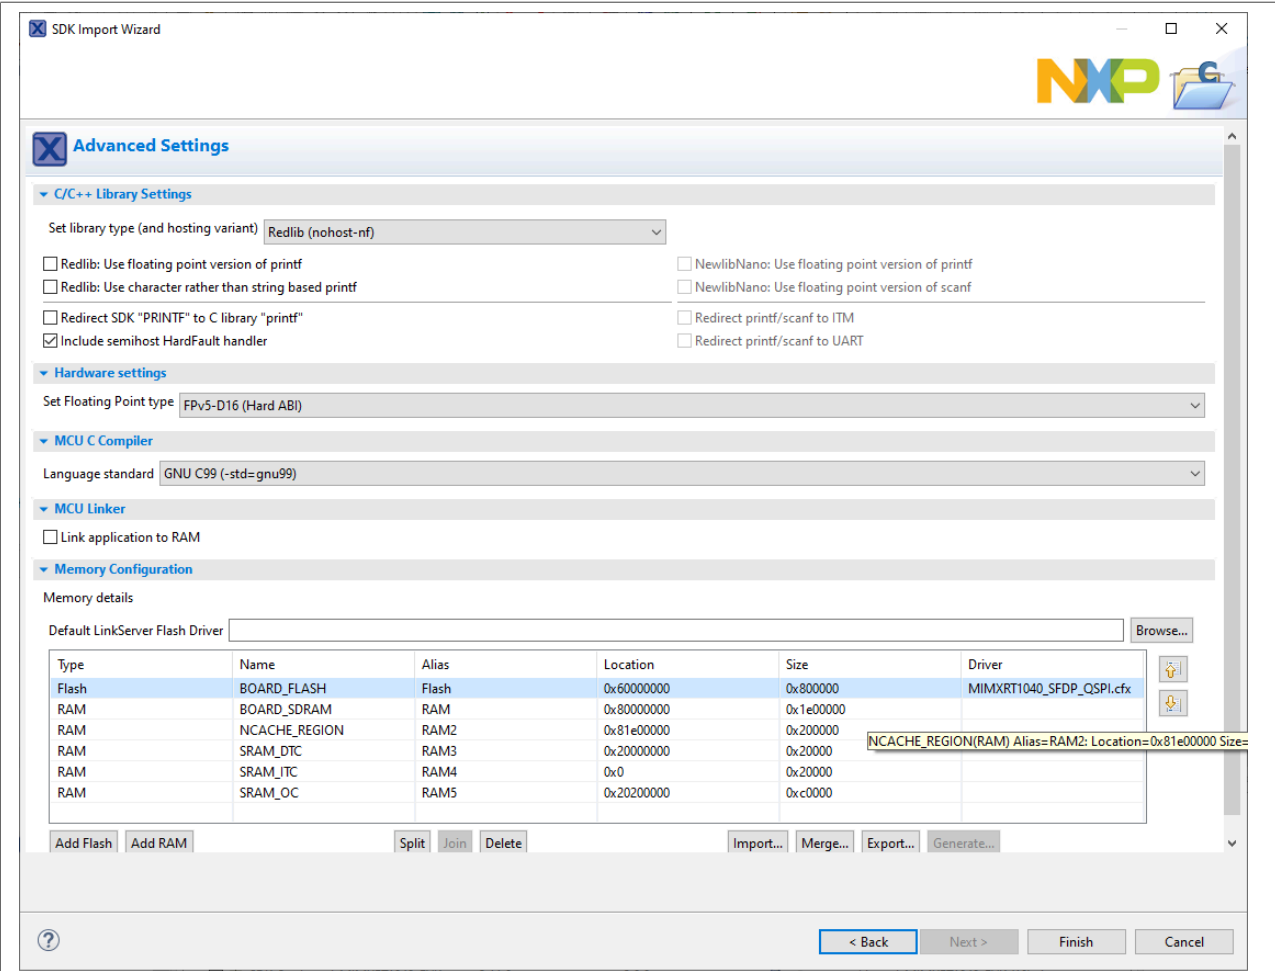 SDK Import Wizard
NXP
Advanced Settings
C/C++ Library Settings
Set library type (and hosting variant) Redlib (nohost-nf)
Redlib: Use floating point version of printf NewlibNano: Use floating point version of printf
Redlib: Use character rather than string based printf NewlibNano: Use floating point version of scanf
Redirect SDK "PRINTF" to C library "printf" Redirect printf/scanf to ITM
Include semihost HardFault handler Redirect printf/scanf to UART
Hardware settings
Set Floating Point type FPv5-D16 (Hard ABI)
MCU C Compiler
Language standard GNU C99 (-std=gnu99)
MCU Linker
Link application to RAM
Memory Configuration
Memory details
Default LinkServer Flash Driver Browse...
Type Name Alias Location Size Driver
Flash BOARD_FLASH Flash 0x60000000 0x800000 MIMXRT1040_SFDP_QSPI.cfx
RAM BOARD_SDRAM RAM 0x80000000 0x1e00000
RAM NCACHE_REGION RAM2 0x81e00000 0x200000
NCACHE_REGION(RAM) Alias=RAM2: Location=0x81e00000 Size=
RAM SRAM_DTC RAM3 0x20000000 0x20000
RAM SRAM_ITC RAM4 0x0 0x20000
RAM SRAM_OC RAM5 0x20200000 0xc0000
Add Flash Add RAM Split Join Delete Import... Merge... Export... Generate...
< Back Next > Finish Cancel